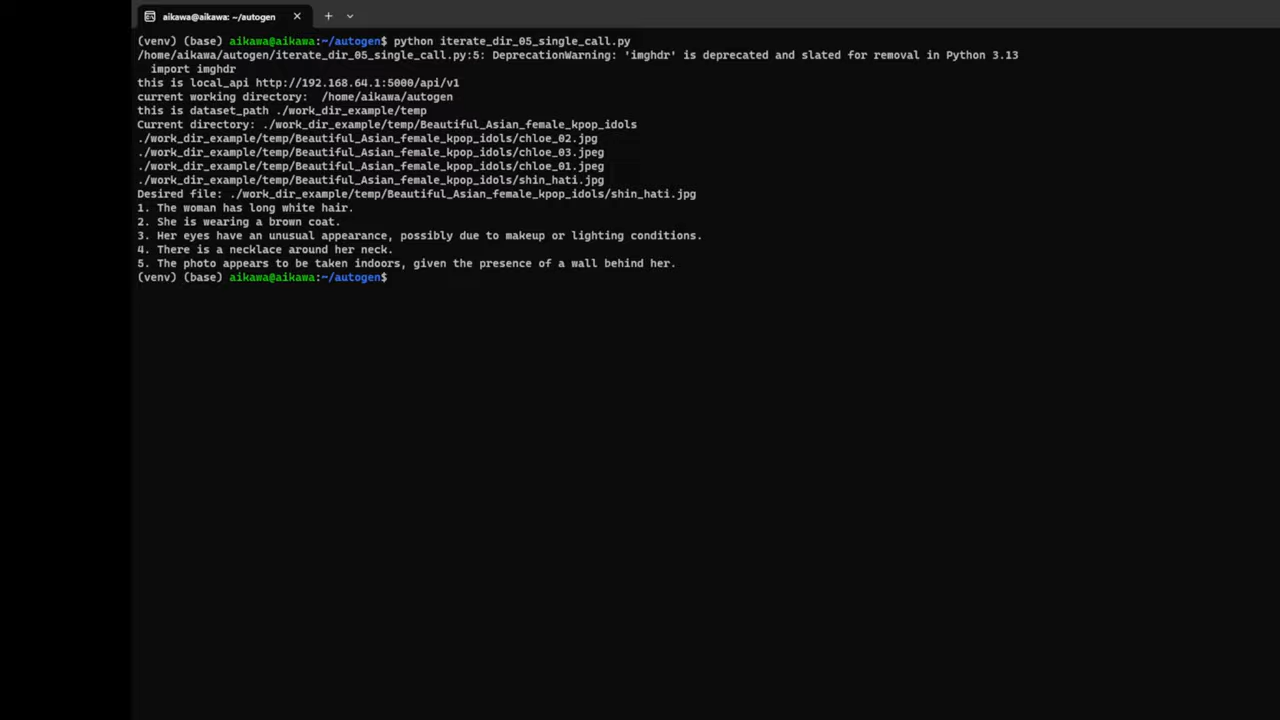 aikawa@aikawa: ~/autogen
(venv) (base) aikawa@aikawa:~/autogen$ python iterate_dir_05_single_call.py
/home/aikawa/autogen/iterate_dir_05_single_call.py:5: DeprecationWarning: 'imghdr' is deprecated and slated for removal in Python 3.13
  import imghdr
this is local_api http://192.168.64.1:5000/api/v1
current working directory:  /home/aikawa/autogen
this is dataset_path ./work_dir_example/temp
Current directory: ./work_dir_example/temp/Beautiful_Asian_female_kpop_idols
./work_dir_example/temp/Beautiful_Asian_female_kpop_idols/chloe_02.jpg
./work_dir_example/temp/Beautiful_Asian_female_kpop_idols/chloe_03.jpeg
./work_dir_example/temp/Beautiful_Asian_female_kpop_idols/chloe_01.jpeg
./work_dir_example/temp/Beautiful_Asian_female_kpop_idols/shin_hati.jpg
Desired file: ./work_dir_example/temp/Beautiful_Asian_female_kpop_idols/shin_hati.jpg
1. The woman has long white hair.
2. She is wearing a brown coat.
3. Her eyes have an unusual appearance, possibly due to makeup or lighting conditions.
4. There is a necklace around her neck.
5. The photo appears to be taken indoors, given the presence of a wall behind her.
(venv) (base) aikawa@aikawa:~/autogen$